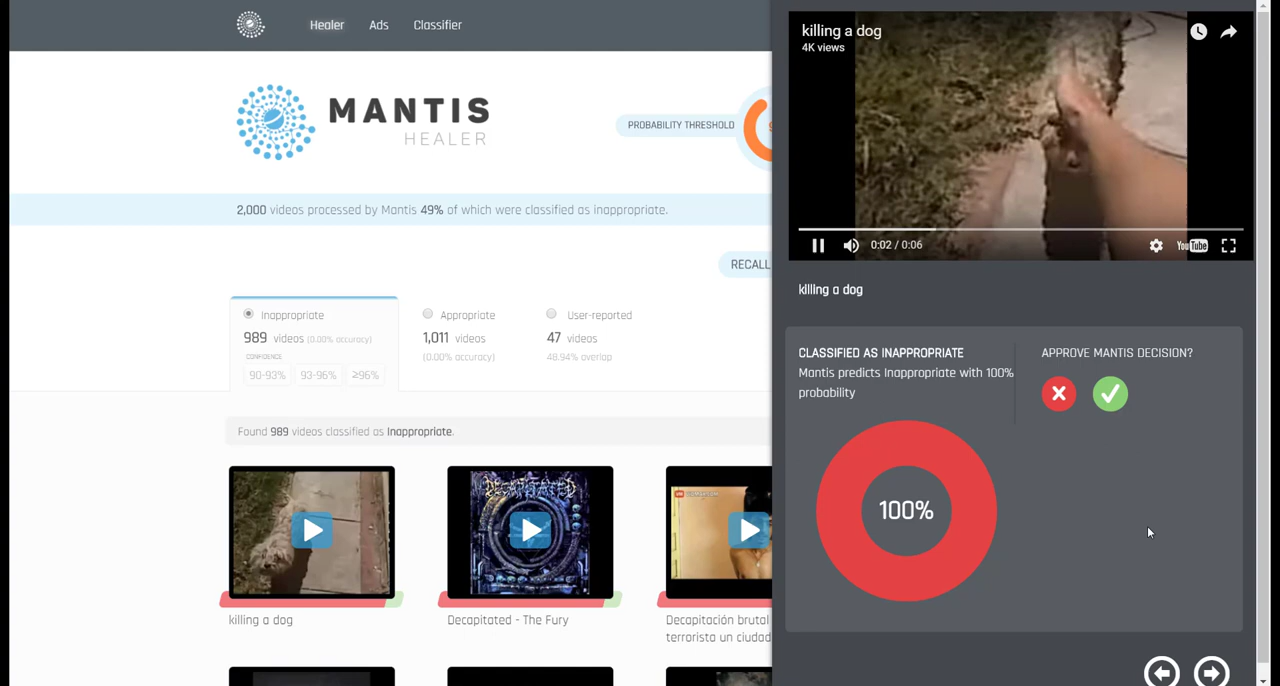 Healer Ads Classifier
MANTIS
HEALER
PROBABILITY THRESHOLD
2,000 videos processed by Mantis 49% of which were classified as inappropriate.
RECALL
Inappropriate
989 videos (0.00% accuracy)
CONFIDENCE
90-93% 93-96% ≥96%
Appropriate
1,011 videos
(0.00% accuracy)
User-reported
47 videos
48.94% overlap
Found 989 videos classified as Inappropriate.
killing a dog
Decapitated - The Fury
Decapitación brutal
terrorista un ciudad
killing a dog
4K views
0:02 / 0:06
YouTube
killing a dog
CLASSIFIED AS INAPPROPRIATE
Mantis predicts Inappropriate with 100%
probability
APPROVE MANTIS DECISION?
100%